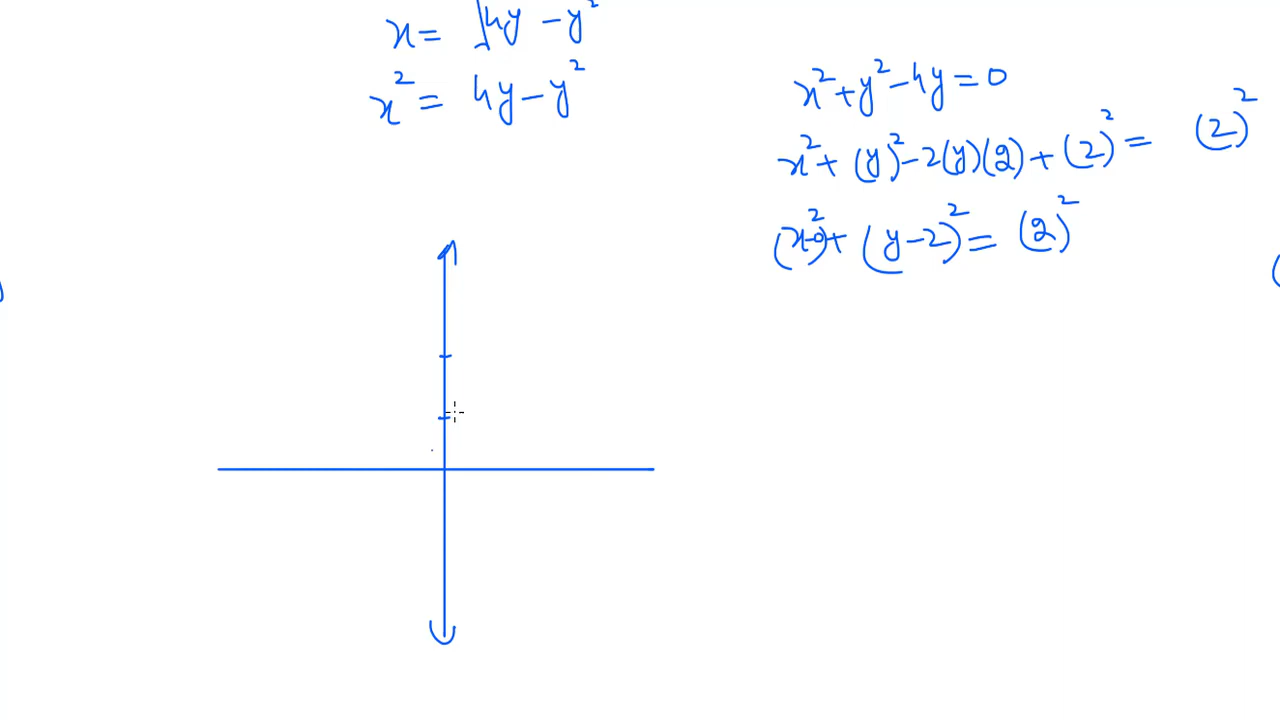 x = √4y − y²
x² = 4y − y²
x² + y² − 4y = 0
x² + (y)² − 2(y)(2) + (2)² = (2)²
(x−0)² + (y−2)² = (2)²